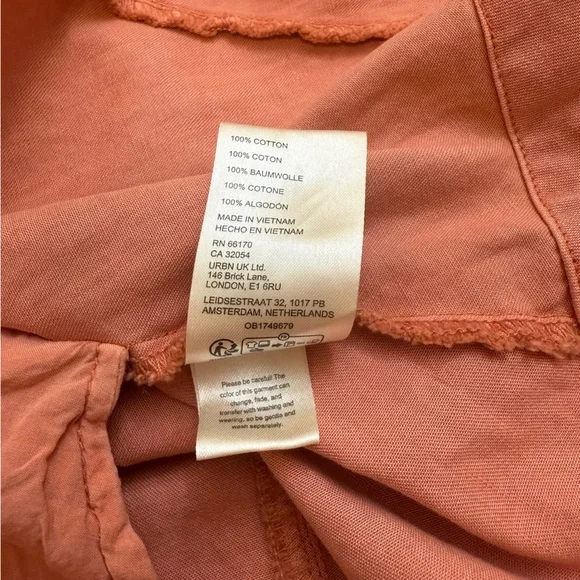 100% COTTON
100% COTON
100% BAUMWOLLE
100% COTONE
100% ALGODÓN
MADE IN VIETNAM
HECHO EN VIETNAM
RN 66170
CA 32054
URBN UK Ltd.
146 Brick Lane,
LONDON, E1 6RU
LEIDSESTRAAT 32, 1017 PB
AMSTERDAM, NETHERLANDS
OB1749679
FR
Please be careful! The
color of this garment can
change, fade, and
transfer with washing and
wearing, so be gentle and
wash separately.